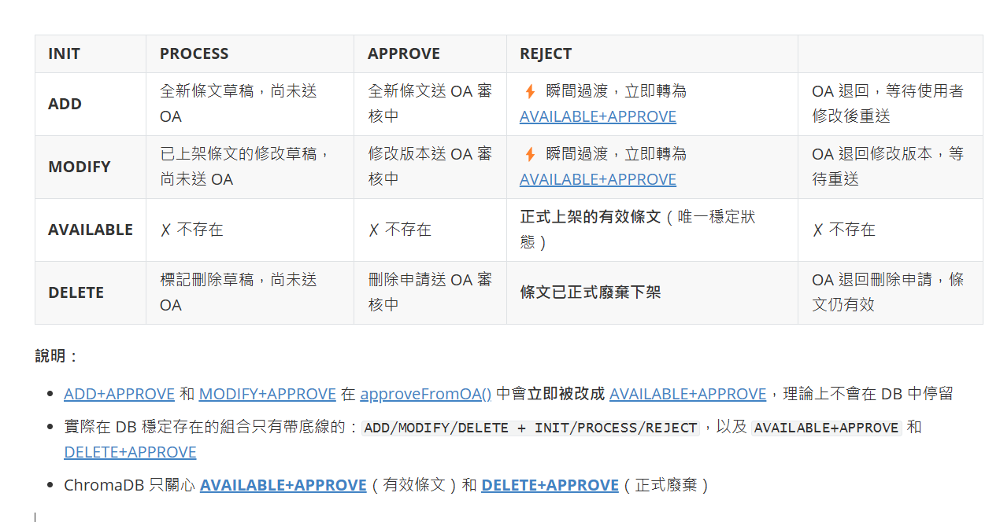 INIT PROCESS APPROVE REJECT
ADD 全新條文草稿，尚未送 OA 全新條文送 OA 審核中 ⚡ 瞬間過渡，立即轉為 AVAILABLE+APPROVE OA 退回，等待使用者修改後重送
MODIFY 已上架條文的修改草稿，尚未送 OA 修改版本送 OA 審核中 ⚡ 瞬間過渡，立即轉為 AVAILABLE+APPROVE OA 退回修改版本，等待重送
AVAILABLE ✗ 不存在 ✗ 不存在 正式上架的有效條文（唯一穩定狀態） ✗ 不存在
DELETE 標記刪除草稿，尚未送 OA 刪除申請送 OA 審核中 條文已正式廢棄下架 OA 退回刪除申請，條文仍有效
說明：
ADD+APPROVE 和 MODIFY+APPROVE 在 approveFromOA() 中會立即被改成 AVAILABLE+APPROVE，理論上不會在 DB 中停留
實際在 DB 穩定存在的組合只有帶底線的：ADD/MODIFY/DELETE + INIT/PROCESS/REJECT，以及 AVAILABLE+APPROVE 和
DELETE+APPROVE
ChromaDB 只關心 AVAILABLE+APPROVE（有效條文）和 DELETE+APPROVE（正式廢棄）